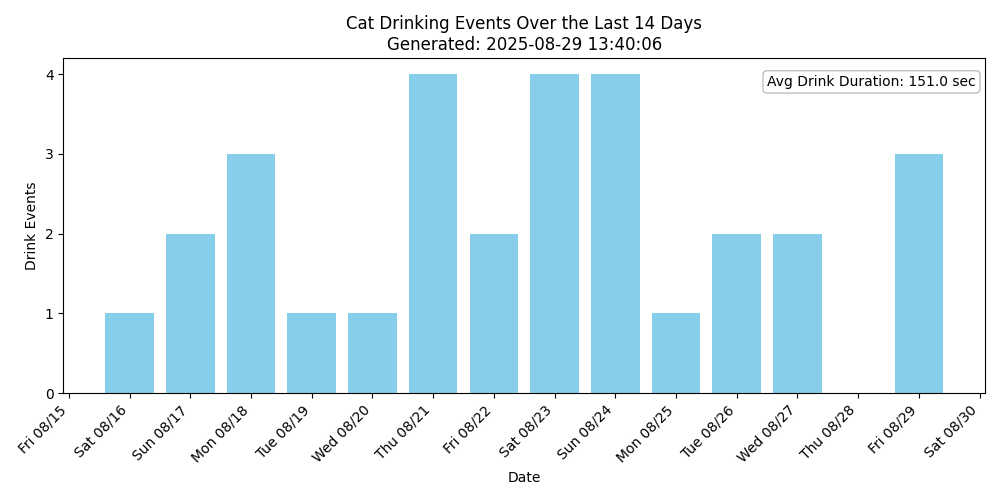 Cat Drinking Events Over the Last 14 Days
Generated: 2025-08-29 13:40:06
Avg Drink Duration: 151.0 sec
Drink Events
4
3
2
1
0
Fri 08/15
Sat 08/16
Sun 08/17
Mon 08/18
Tue 08/19
Wed 08/20
Thu 08/21
Fri 08/22
Sat 08/23
Sun 08/24
Mon 08/25
Tue 08/26
Wed 08/27
Thu 08/28
Fri 08/29
Sat 08/30
Date